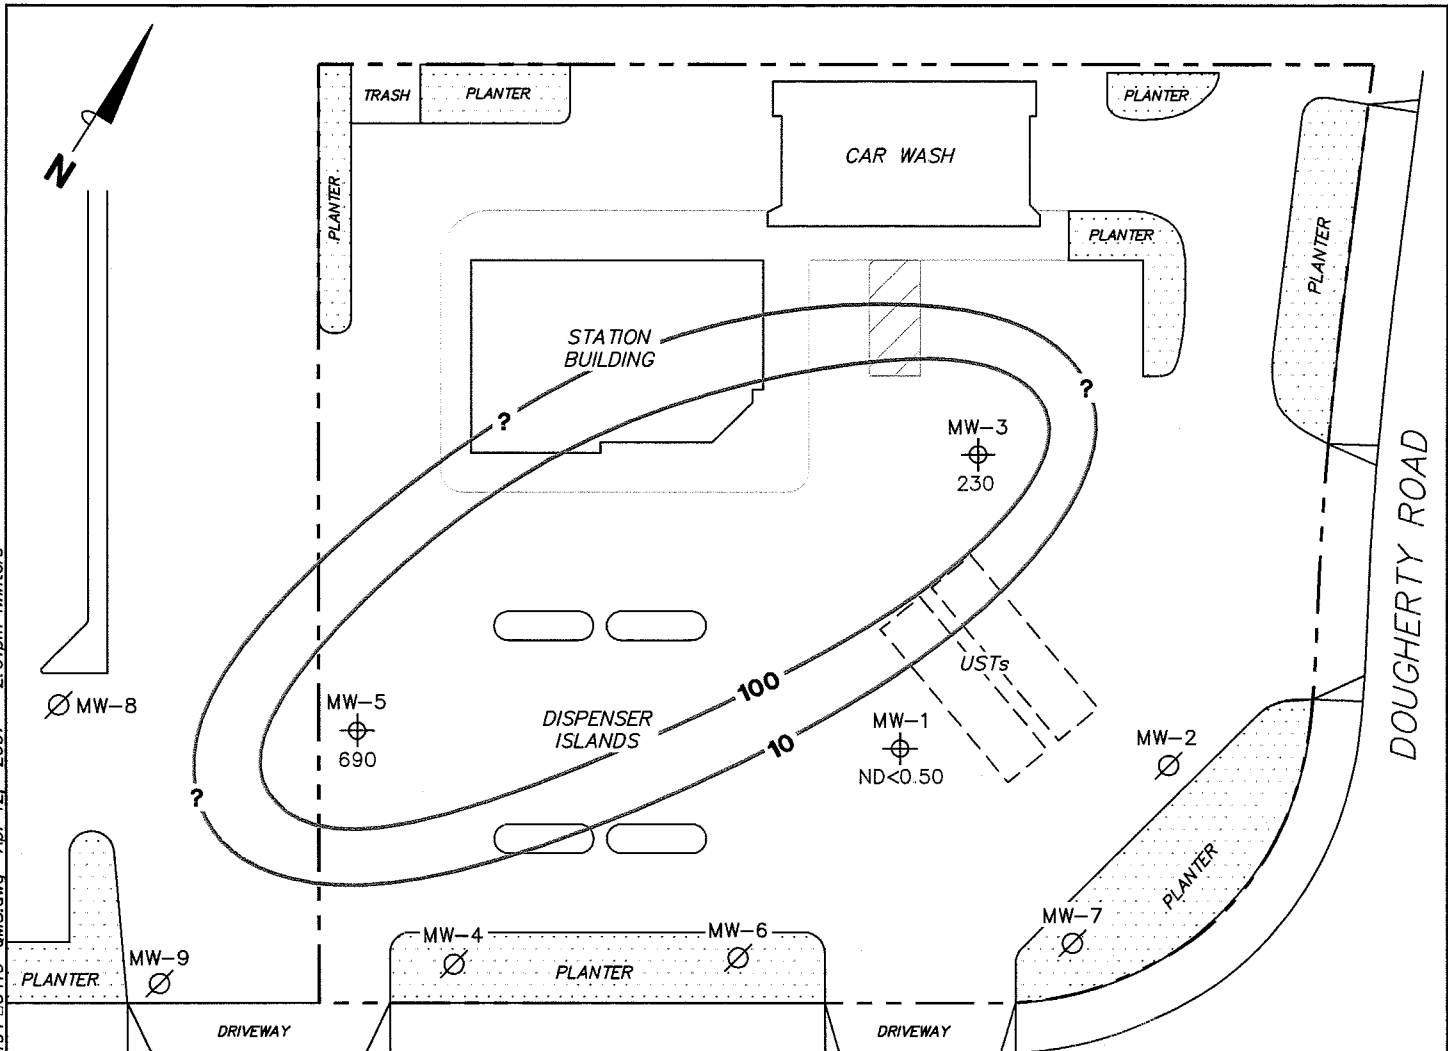 N
TRASH
PLANTER
PLANTER
CAR WASH
PLANTER
PLANTER
PLANTER
PLANTER
STATION
BUILDING
?
?
MW-3
230
DOUGHERTY ROAD
USTs
MW-8
MW-5
690
100
DISPENSER
ISLANDS
10
MW-1
ND<0.50
MW-2
?
PLANTER
MW-7
MW-4
MW-6
PLANTER
MW-9
PLANTER
DRIVEWAY
DRIVEWAY